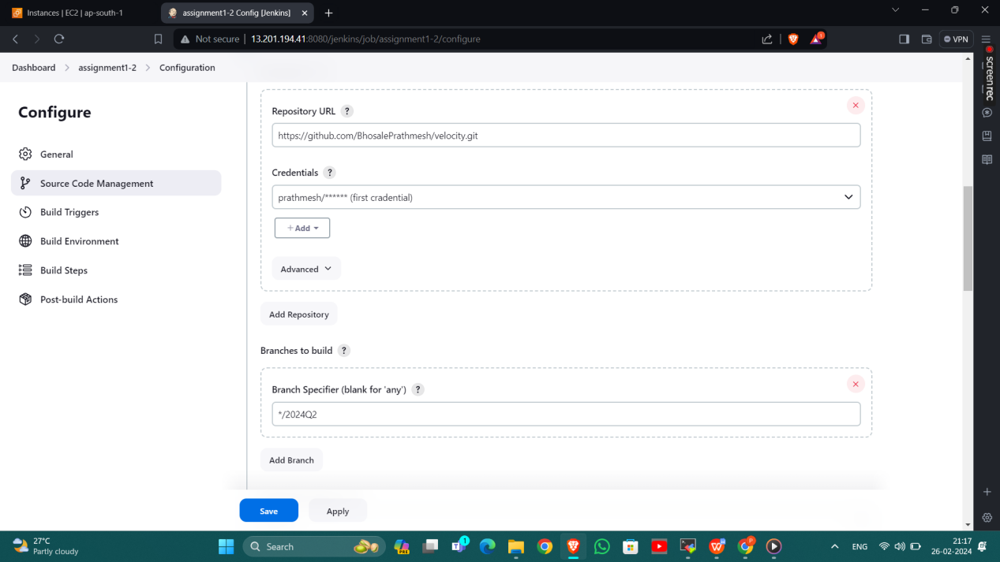 Instances | EC2 | ap-south-1
assignment1-2 Config [Jenkins]
Not secure
13.201.194.41:8080/jenkins/job/assignment1-2/configure
1
VPN
Dashboard
assignment1-2
Configuration
screenrec
Configure
General
Source Code Management
Build Triggers
Build Environment
Build Steps
Post-build Actions
Repository URL ?
https://github.com/BhosalePrathmesh/velocity.git
Credentials ?
prathmesh/****** (first cradential)
+ Add
Advanced
Add Repository
Branches to build ?
Branch Specifier (blank for 'any') ?
*/2024Q2
Add Branch
Save
Apply
27°C
Partly cloudy
Search
PRE
1
ENG
21:17
26-02-2024